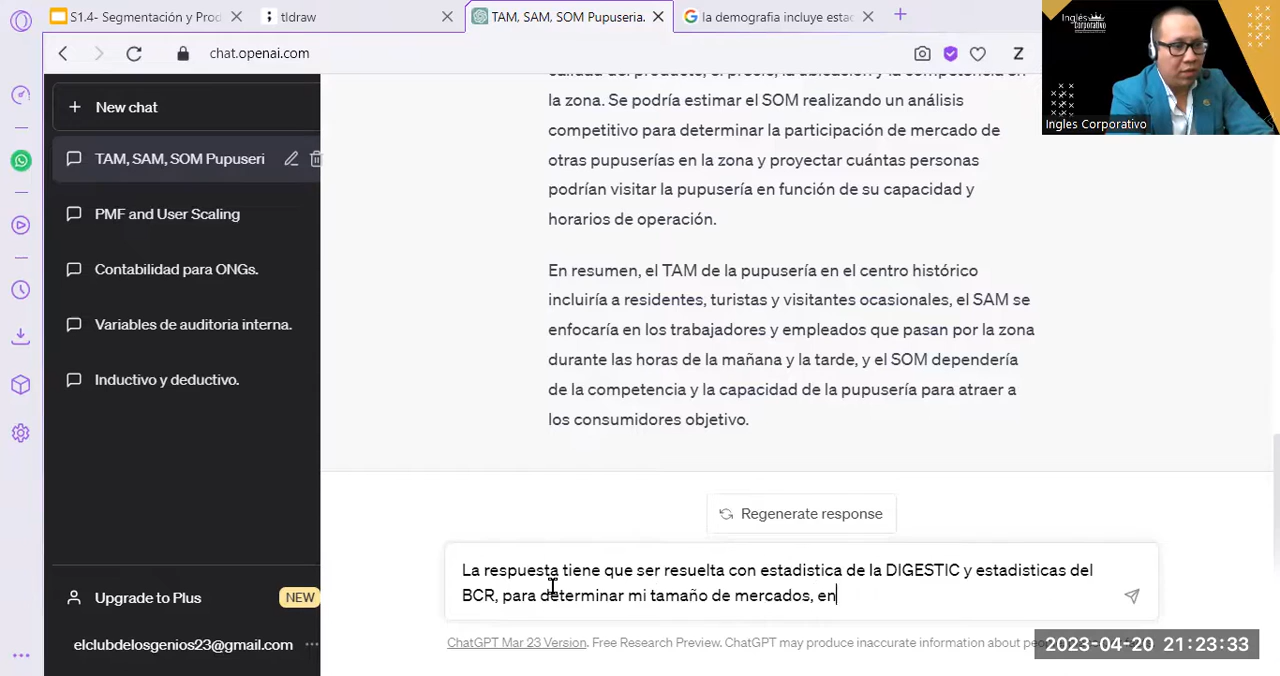 S1.4- Segmentación y Prod
tldraw
TAM, SAM, SOM Pupuseria.
la demografia incluye estad
chat.openai.com
Z
Inglés
Corporativo
Ingles Corporativo
New chat
TAM, SAM, SOM Pupuseri
PMF and User Scaling
Contabilidad para ONGs.
Variables de auditoria interna.
Inductivo y deductivo.
Upgrade to Plus
NEW
elclubdelosgenios23@gmail.com
calidad del producto, el precio, la ubicación y la competencia en
la zona. Se podría estimar el SOM realizando un análisis
competitivo para determinar la participación de mercado de
otras pupuserías en la zona y proyectar cuántas personas
podrían visitar la pupusería en función de su capacidad y
horarios de operación.
En resumen, el TAM de la pupusería en el centro histórico
incluiría a residentes, turistas y visitantes ocasionales, el SAM se
enfocaría en los trabajadores y empleados que pasan por la zona
durante las horas de la mañana y la tarde, y el SOM dependería
de la competencia y la capacidad de la pupusería para atraer a
los consumidores objetivo.
Regenerate response
La respuesta tiene que ser resuelta con estadistica de la DIGESTIC y estadisticas del
BCR, para determinar mi tamaño de mercados, en
ChatGPT Mar 23 Version. Free Research Preview. ChatGPT may produce inaccurate information about peo
2023-04-20 21:23:33